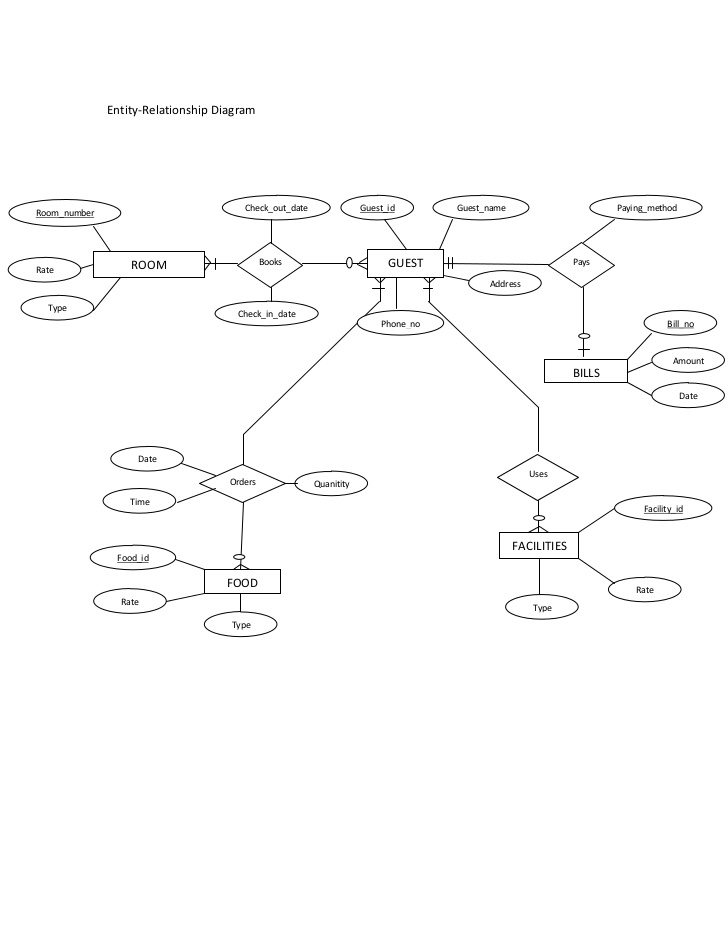 Entity-Relationship Diagram
Room_number
Check_out_date
Guest_id
Guest_name
Paying_method
ROOM
Books
GUEST
Pays
Rate
Address
Type
Check_in_date
Phone_no
Bill_no
Amount
BILLS
Date
Date
Orders
Quanitity
Uses
Time
Facility_id
Food_id
FACILITIES
FOOD
Rate
Rate
Type
Type